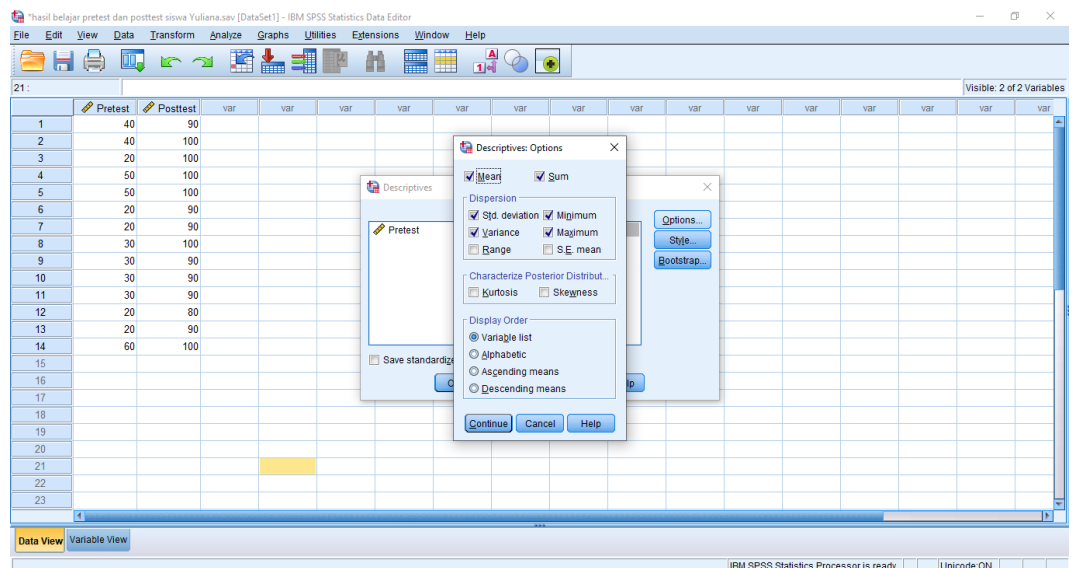 *hasil belajar pretest dan posttest siswa Yuliana.sav [DataSet1] - IBM SPSS Statistics Data Editor
File Edit View Data Transform Analyze Graphs Utilities Extensions Window Help
21 :
Visible: 2 of 2 Variables
Pretest Posttest var var var var var var var var var var var var var var
1 40 90
2 40 100
3 20 100
4 50 100
5 50 100
6 20 90
7 20 90
8 30 100
9 30 90
10 30 90
11 30 90
12 20 80
13 20 90
14 60 100
15
16
17
18
19
20
21
22
23
Descriptives
Pretest
Options...
Style...
Bootstrap...
Save standardize
Descriptives: Options
Mean Sum
Dispersion
Std. deviation Minimum
Variance Maximum
Range S.E. mean
Characterize Posterior Distribut...
Kurtosis Skewness
Display Order
Variable list
Alphabetic
Ascending means
Descending means
Continue Cancel Help
Data View Variable View
IBM SPSS Statistics Processor is ready Unicode:ON